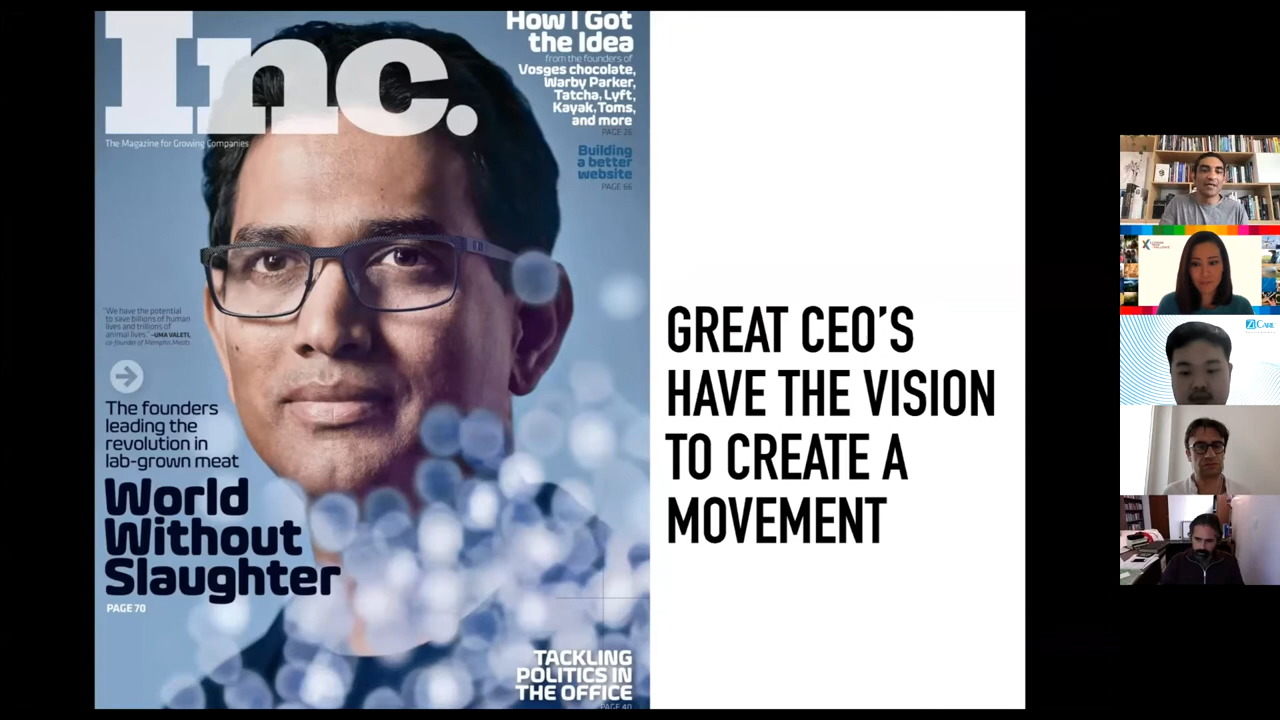 Inc.
The Magazine for Growing Companies
How I Got
the Idea
from the founders of
Vosges chocolate,
Warby Parker,
Tatcha, Lyft,
Kayak, Toms,
and more
PAGE 26
Building
a better
website
PAGE 66
"We have the potential
to save billions of human
lives and trillions of
animal lives." –UMA VALETI,
co-founder of Memphis Meats
The founders
leading the
revolution in
lab-grown meat
World
Without
Slaughter
PAGE 70
TACKLING
POLITICS IN
THE OFFICE
PAGE 40
GREAT CEO'S
HAVE THE VISION
TO CREATE A
MOVEMENT
CARE